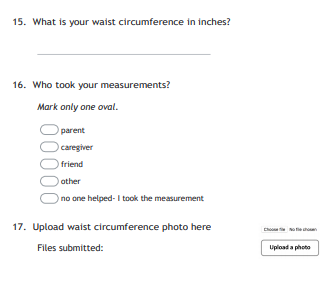 15. What is your waist circumference in inches?
16. Who took your measurements?
Mark only one oval.
parent
caregiver
friend
other
no one helped- I took the measurement
17. Upload waist circumference photo here
Choose file No file chosen
Files submitted:
Upload a photo